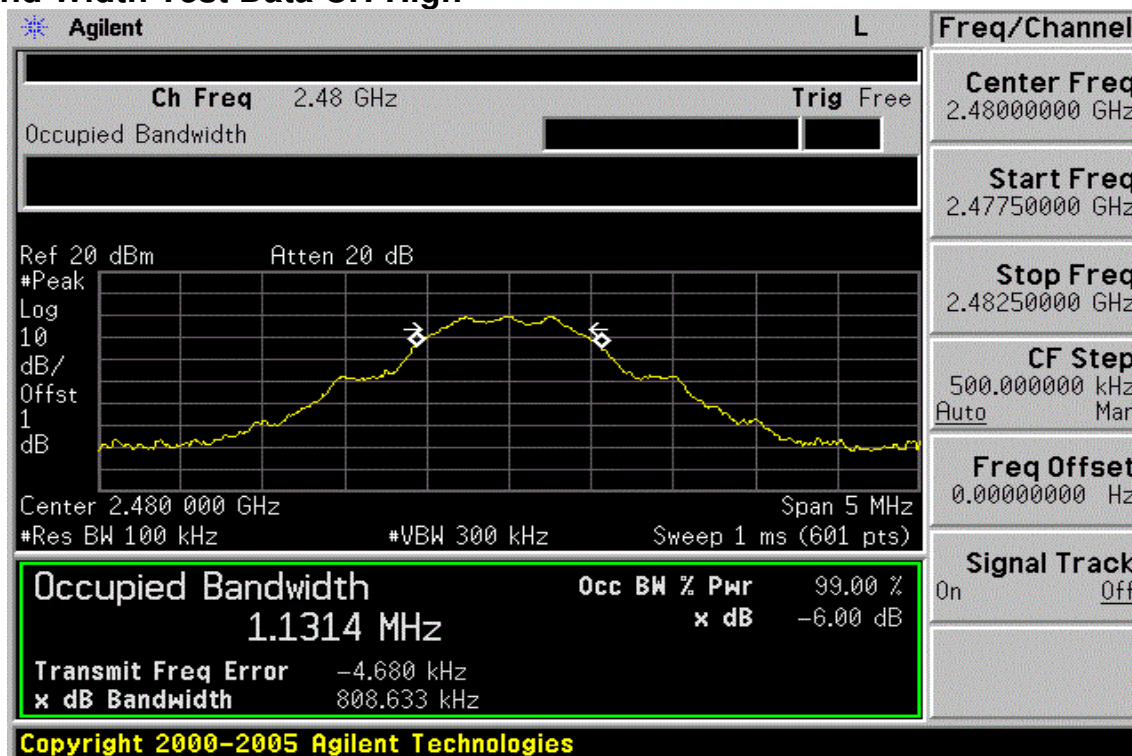 Agilent L Freq/Channel
Ch Freq 2.48 GHz Trig Free
Occupied Bandwidth
Center Freq
2.48000000 GHz
Start Freq
2.47750000 GHz
Stop Freq
2.48250000 GHz
CF Step
500.000000 kHz
Auto Man
Freq Offset
0.00000000 Hz
Signal Track
On Off
Ref 20 dBm Atten 20 dB
#Peak
Log
10
dB/
Offst
1
dB
Center 2.480 000 GHz Span 5 MHz
#Res BW 100 kHz #VBW 300 kHz Sweep 1 ms (601 pts)
Occupied Bandwidth Occ BW % Pwr 99.00 %
1.1314 MHz x dB -6.00 dB
Transmit Freq Error -4.680 kHz
x dB Bandwidth 808.633 kHz
Copyright 2000-2005 Agilent Technologies